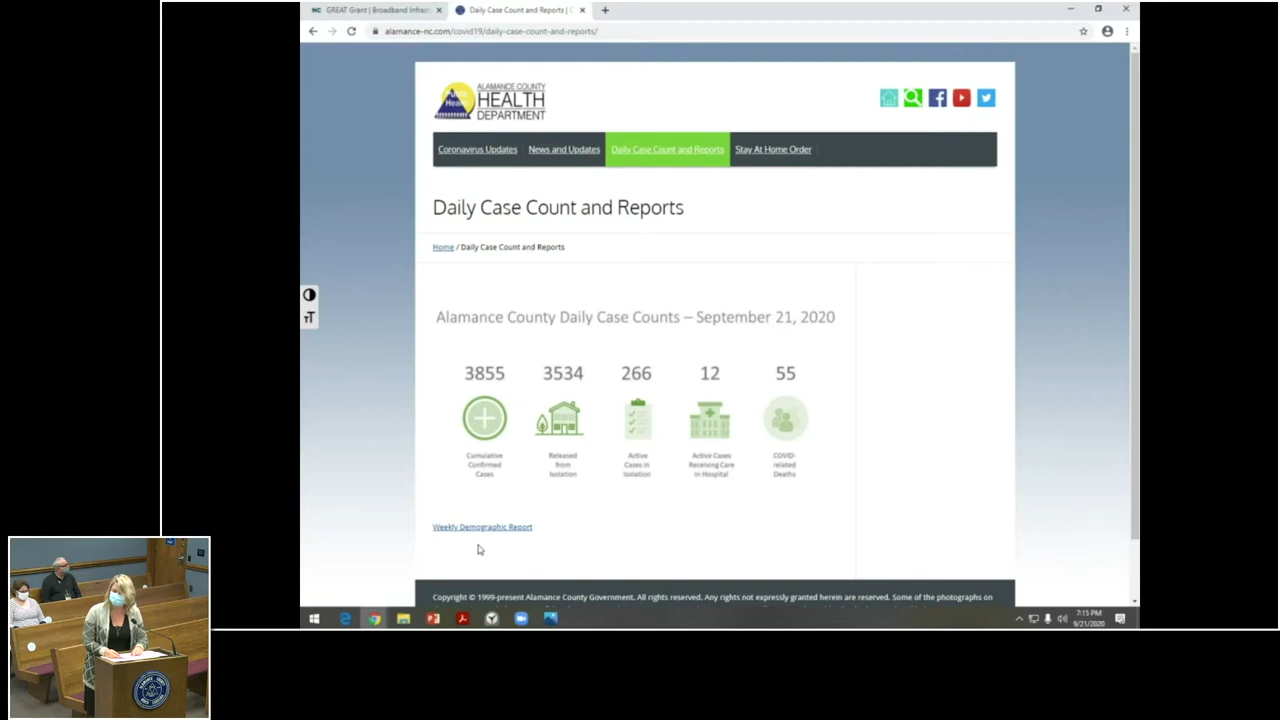 NC GREAT Grant | Broadband Infras
Daily Case Count and Reports | C
alamance-nc.com/covid19/daily-case-count-and-reports/
ALAMANCE COUNTY
HEALTH
DEPARTMENT
Coronavirus Updates
News and Updates
Daily Case Count and Reports
Stay At Home Order
Daily Case Count and Reports
Home / Daily Case Count and Reports
Alamance County Daily Case Counts – September 21, 2020
3855 3534 266 12 55
Cumulative Confirmed Cases
Released from Isolation
Active Cases in Isolation
Active Cases Receiving Care in Hospital
COVID-related Deaths
Weekly Demographic Report
Copyright © 1999-present Alamance County Government. All rights reserved. Any rights not expressly granted herein are reserved. Some of the photographs on
7:15 PM
9/21/2020